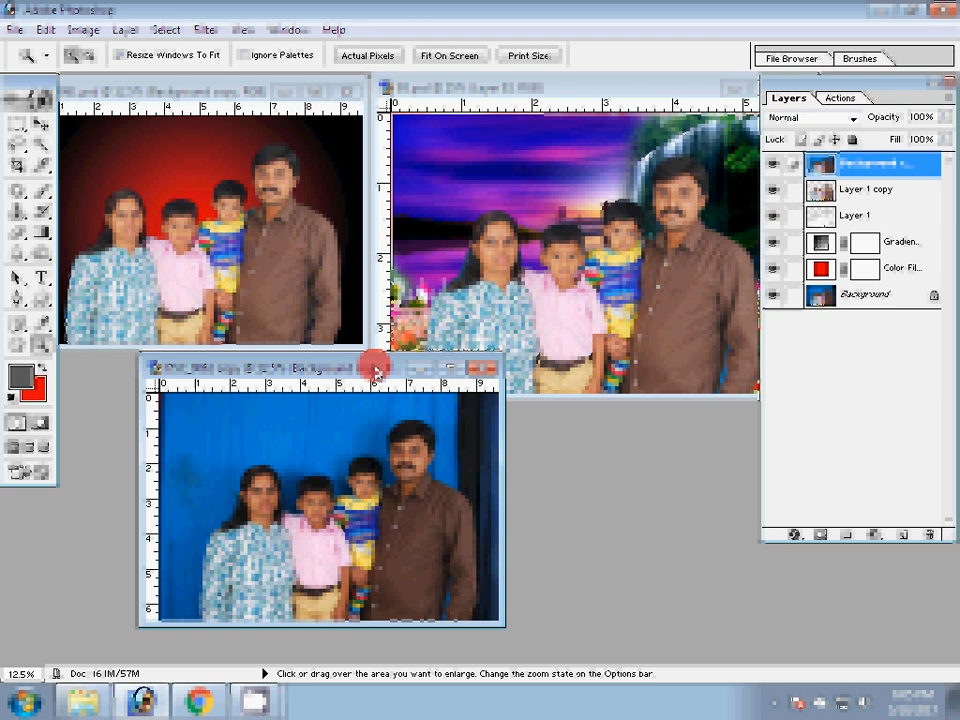 Adobe Photoshop
File Edit Image Layer Select Filter View Window Help
Resize Windows To Fit Ignore Palettes Actual Pixels Fit On Screen Print Size File Browser Brushes
Layers Actions
Normal Opacity: 100%
Lock: Fill: 100%
Layer 1 copy
Layer 1
Gradien...
Color Fil...
Background
12.5% Doc: 16.1M/57M Click or drag over the area you want to enlarge. Change the zoom state on the Options bar.